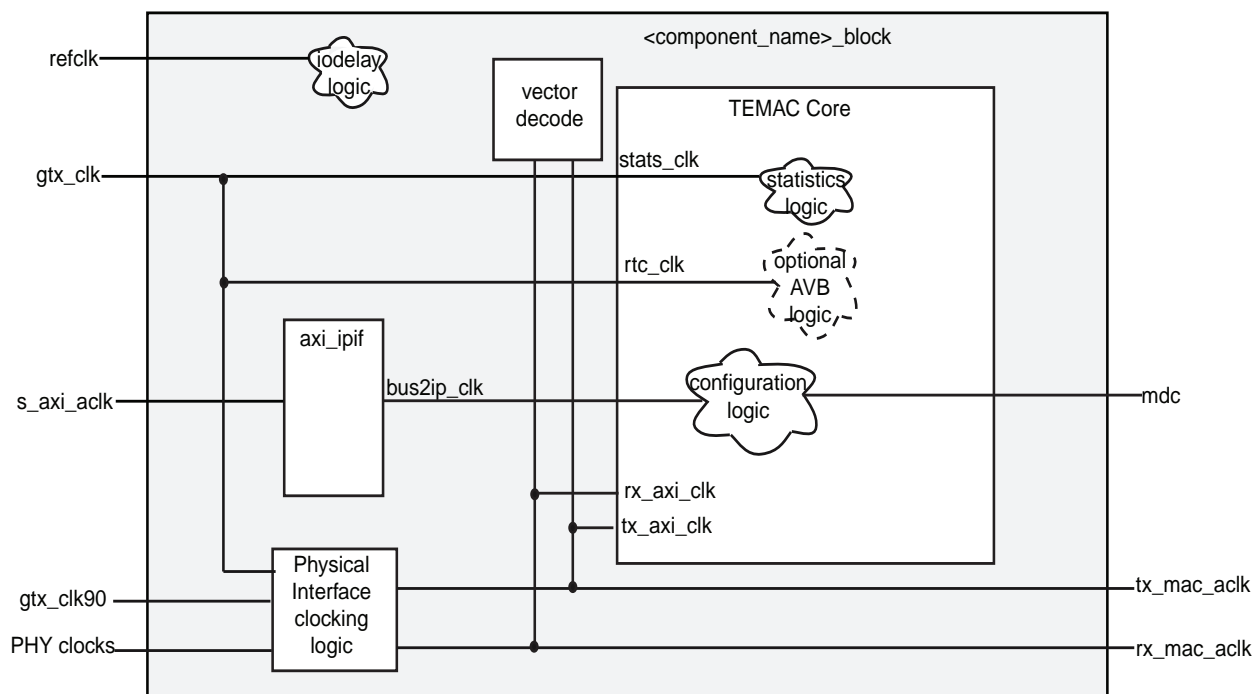 <component_name>_block
refclk
iodelay
logic
vector
decode
TEMAC Core
stats_clk
gtx_clk
statistics
logic
rtc_clk
optional
AVB
logic
axi_ipif
s_axi_aclk
bus2ip_clk
configuration
logic
mdc
rx_axi_clk
tx_axi_clk
Physical
Interface
clocking
logic
gtx_clk90
PHY clocks
tx_mac_aclk
rx_mac_aclk